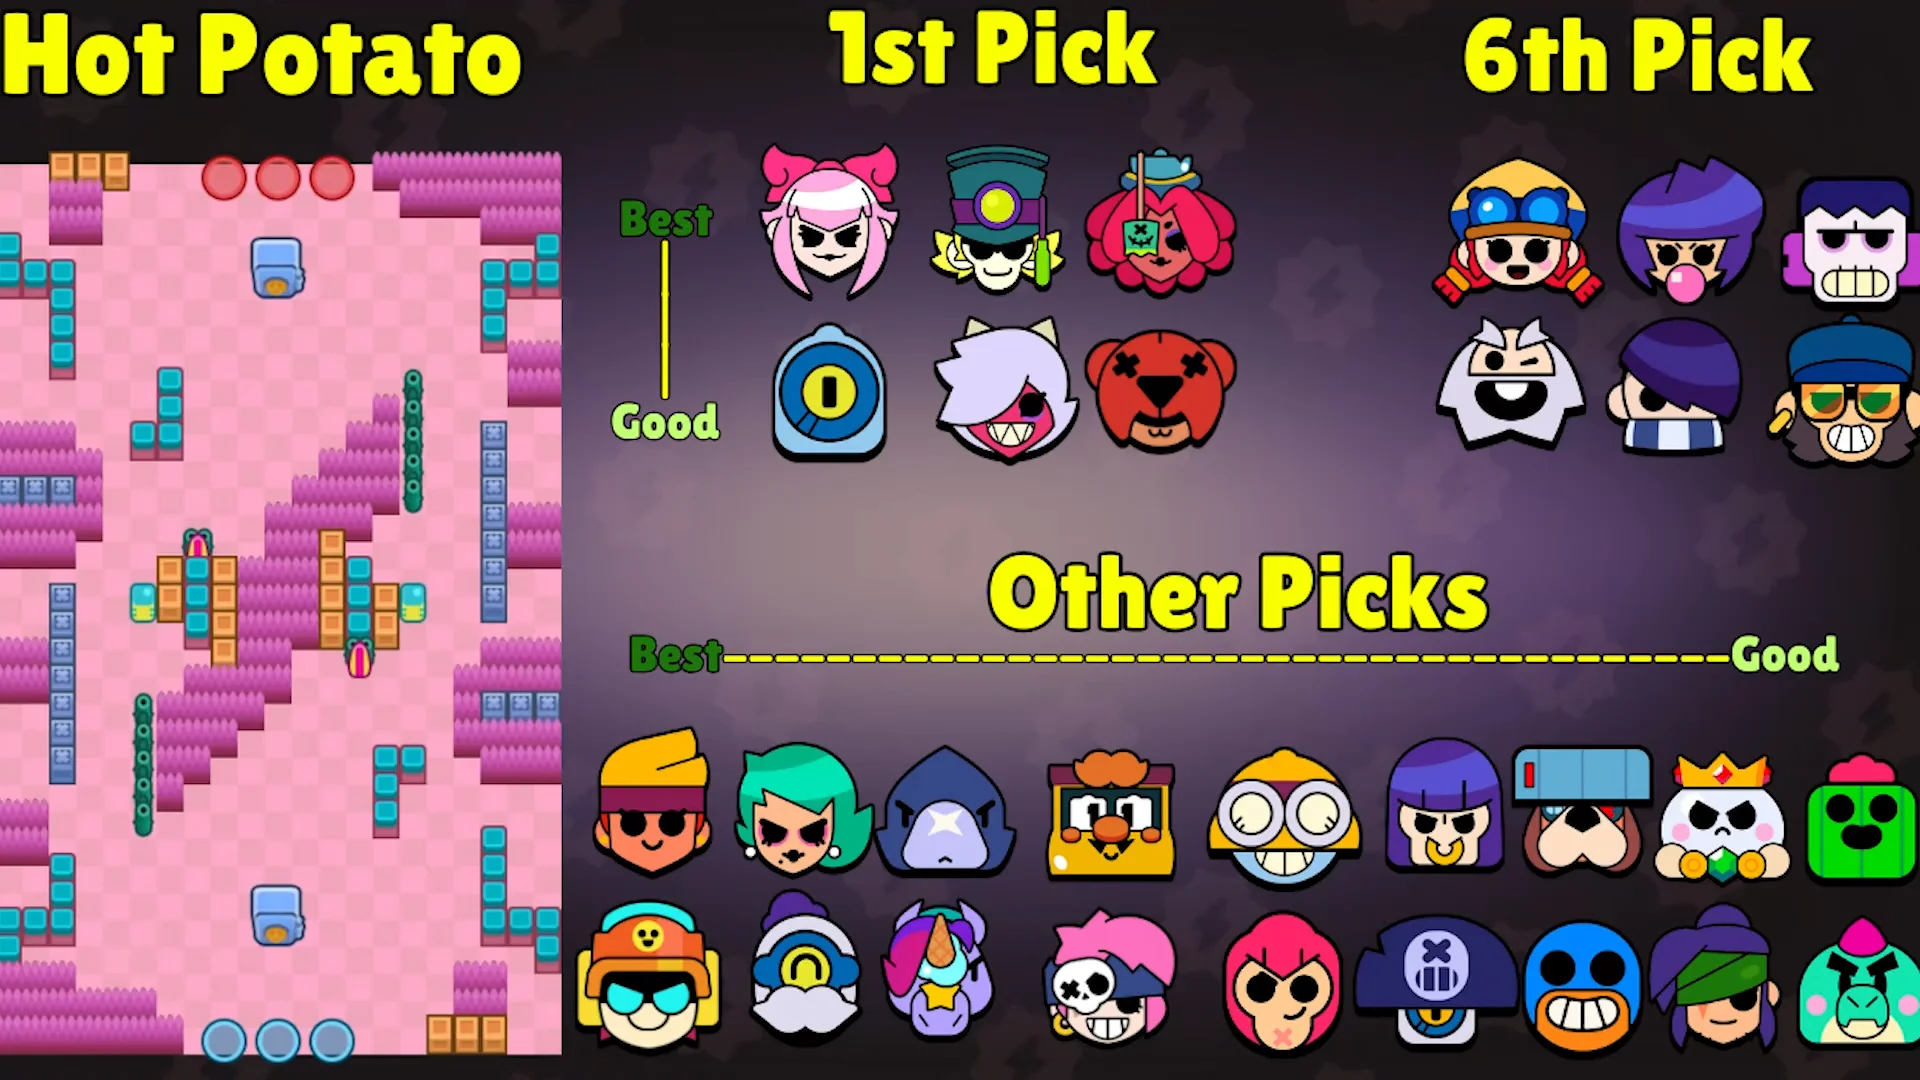 Hot Potato
1st Pick
6th Pick
Best
Good
Other Picks
Best
Good